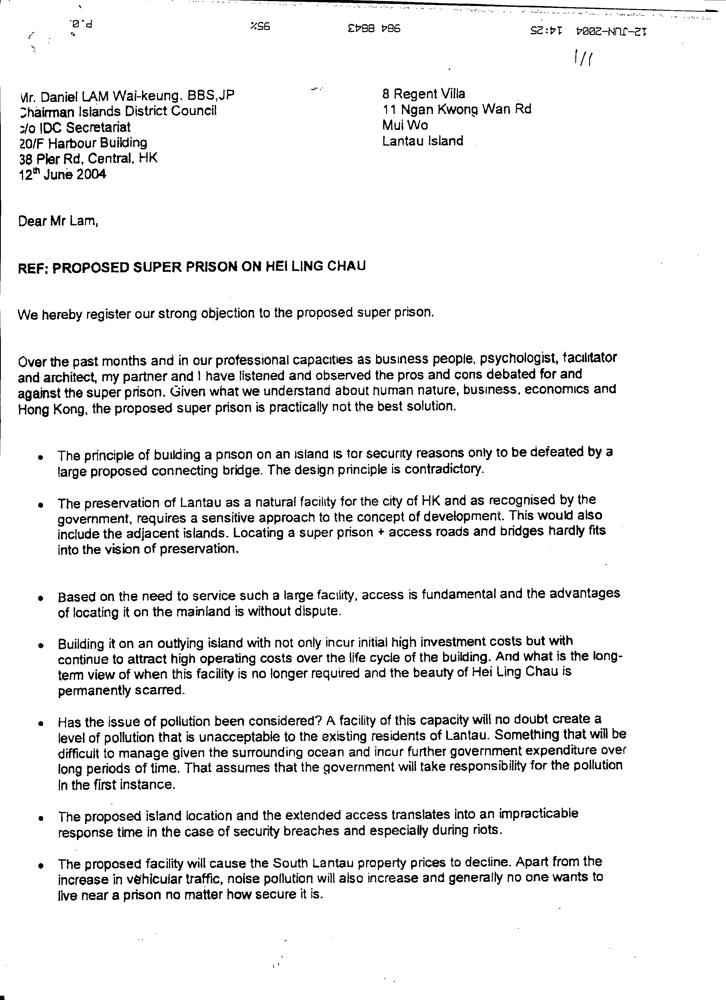 12-JUN-2004 14:25 984 8843 95% P.0.
Mr. Daniel LAM Wai-keung. BBS,JP
Chairman Islands District Council
c/o IDC Secretariat
20/F Harbour Building
38 Pier Rd, Central, HK
12th June 2004
8 Regent Villa
11 Ngan Kwong Wan Rd
Mui Wo
Lantau Island
Dear Mr Lam,
REF: PROPOSED SUPER PRISON ON HEI LING CHAU
We hereby register our strong objection to the proposed super prison.
Over the past months and in our professional capacities as business people, psychologist, facilitator
and architect, my partner and I have listened and observed the pros and cons debated for and
against the super prison. Given what we understand about human nature, business, economics and
Hong Kong, the proposed super prison is practically not the best solution.
• The principle of building a prison on an island is for security reasons only to be defeated by a
large proposed connecting bridge. The design principle is contradictory.
• The preservation of Lantau as a natural facility for the city of HK and as recognised by the
government, requires a sensitive approach to the concept of development. This would also
include the adjacent islands. Locating a super prison + access roads and bridges hardly fits
into the vision of preservation.
• Based on the need to service such a large facility, access is fundamental and the advantages
of locating it on the mainland is without dispute.
• Building it on an outlying island with not only incur initial high investment costs but with
continue to attract high operating costs over the life cycle of the building. And what is the long-
term view of when this facility is no longer required and the beauty of Hei Ling Chau is
permanently scarred.
• Has the issue of pollution been considered? A facility of this capacity will no doubt create a
level of pollution that is unacceptable to the existing residents of Lantau. Something that will be
difficult to manage given the surrounding ocean and incur further government expenditure over
long periods of time. That assumes that the government will take responsibility for the pollution
in the first instance.
• The proposed island location and the extended access translates into an impracticable
response time in the case of security breaches and especially during riots.
• The proposed facility will cause the South Lantau property prices to decline. Apart from the
increase in vehicular traffic, noise pollution will also increase and generally no one wants to
live near a prison no matter how secure it is.